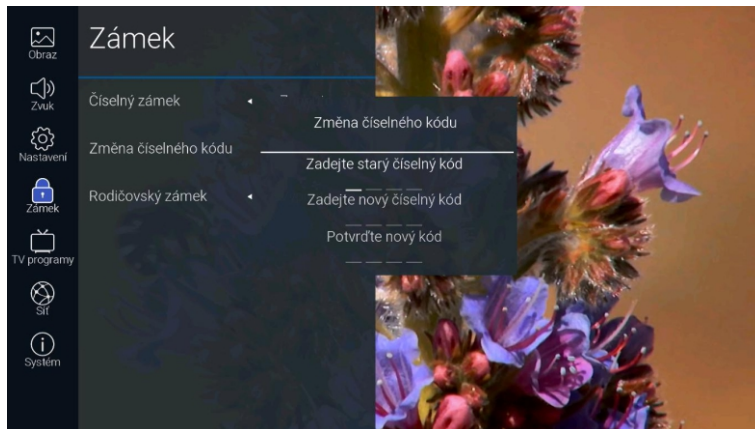 Zámek
Obraz
Zvuk
Nastavení
Zámek
TV programy
Síť
Systém
Číselný zámek
Změna číselného kódu
Rodičovský zámek
Změna číselného kódu
Zadejte starý číselný kód
Zadejte nový číselný kód
Potvrďte nový kód